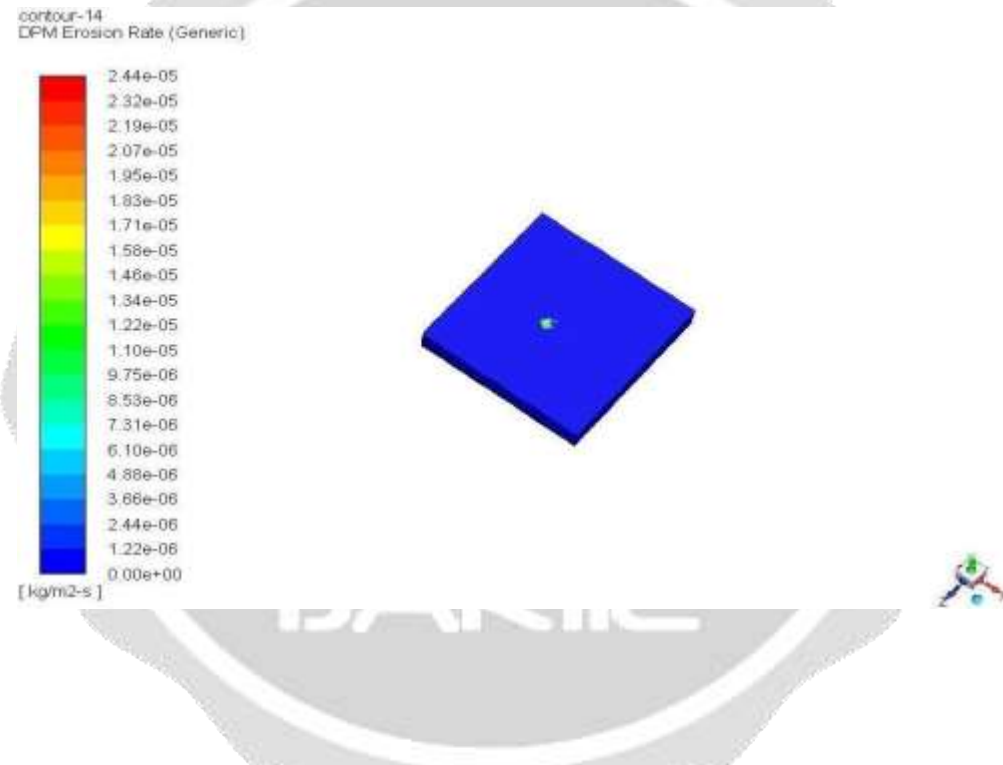 contour-14
DPM Erosion Rate (Generic)
2.44e-05
2.32e-05
2.19e-05
2.07e-05
1.95e-05
1.83e-05
1.71e-05
1.58e-05
1.46e-05
1.34e-05
1.22e-05
1.10e-05
9.75e-06
8.53e-06
7.31e-06
6.10e-06
4.88e-06
3.66e-06
2.44e-06
1.22e-06
0.00e+00
[ kg/m2-s ]